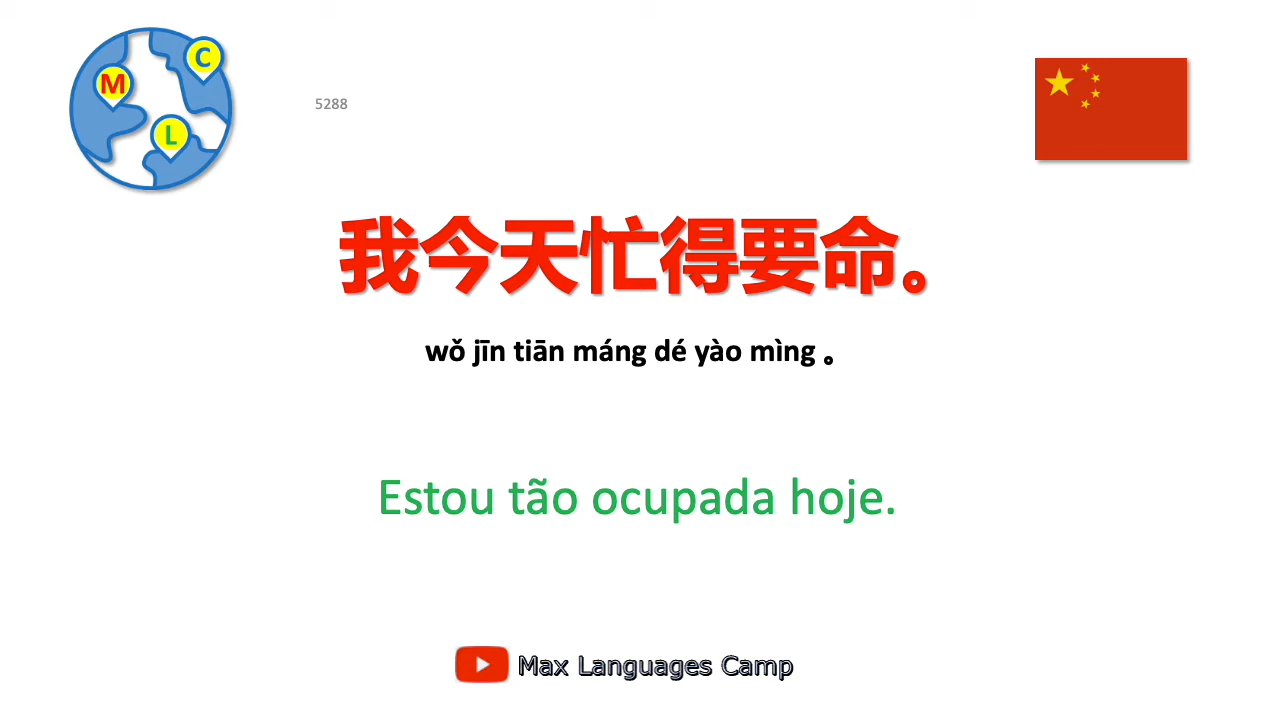 M
C
L
5288
我今天忙得要命。
wǒ jīn tiān máng dé yào mìng 。
Estou tão ocupada hoje.
Max Languages Camp